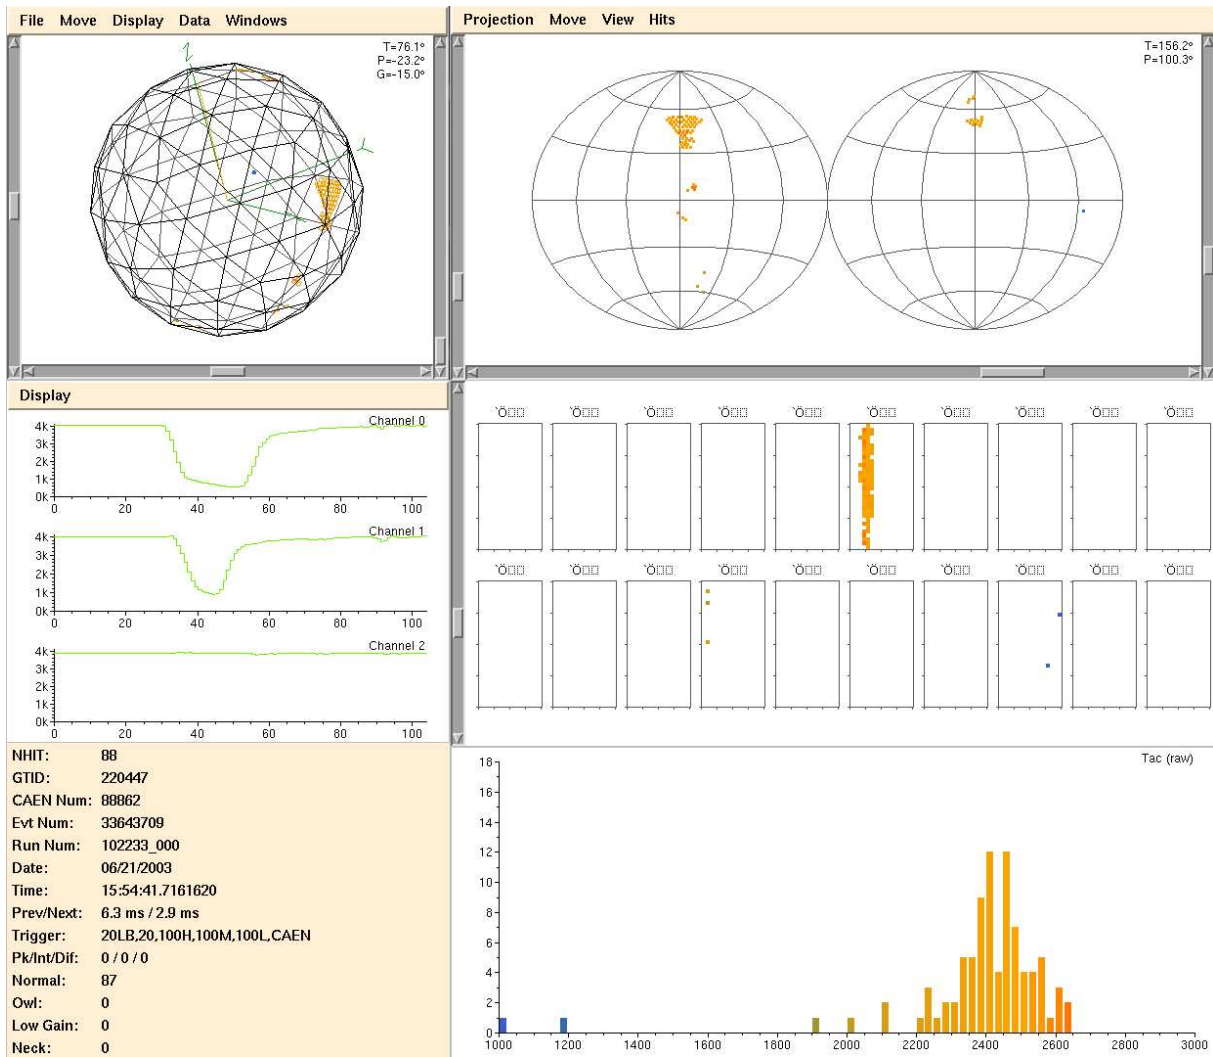 File Move Display Data Windows
T=76.1°
P=-23.2°
G=-15.0°
Z
Y
Projection Move View Hits
T=156.2°
P=100.3°
Display
Channel 0
4k
3k
2k
1k
0k
0 20 40 60 80 100
Channel 1
4k
3k
2k
1k
0k
0 20 40 60 80 100
Channel 2
4k
3k
2k
1k
0k
0 20 40 60 80 100
NHIT: 88
GTID: 220447
CAEN Num: 88862
Evt Num: 33643709
Run Num: 102233_000
Date: 06/21/2003
Time: 15:54:41.7161620
Prev/Next: 6.3 ms / 2.9 ms
Trigger: 20LB,20,100H,100M,100L,CAEN
Pk/Int/Dif: 0 / 0 / 0
Normal: 87
Owl: 0
Low Gain: 0
Neck: 0
Tac (raw)
18
16
14
12
10
8
6
4
2
0
1000 1200 1400 1600 1800 2000 2200 2400 2600 2800 3000